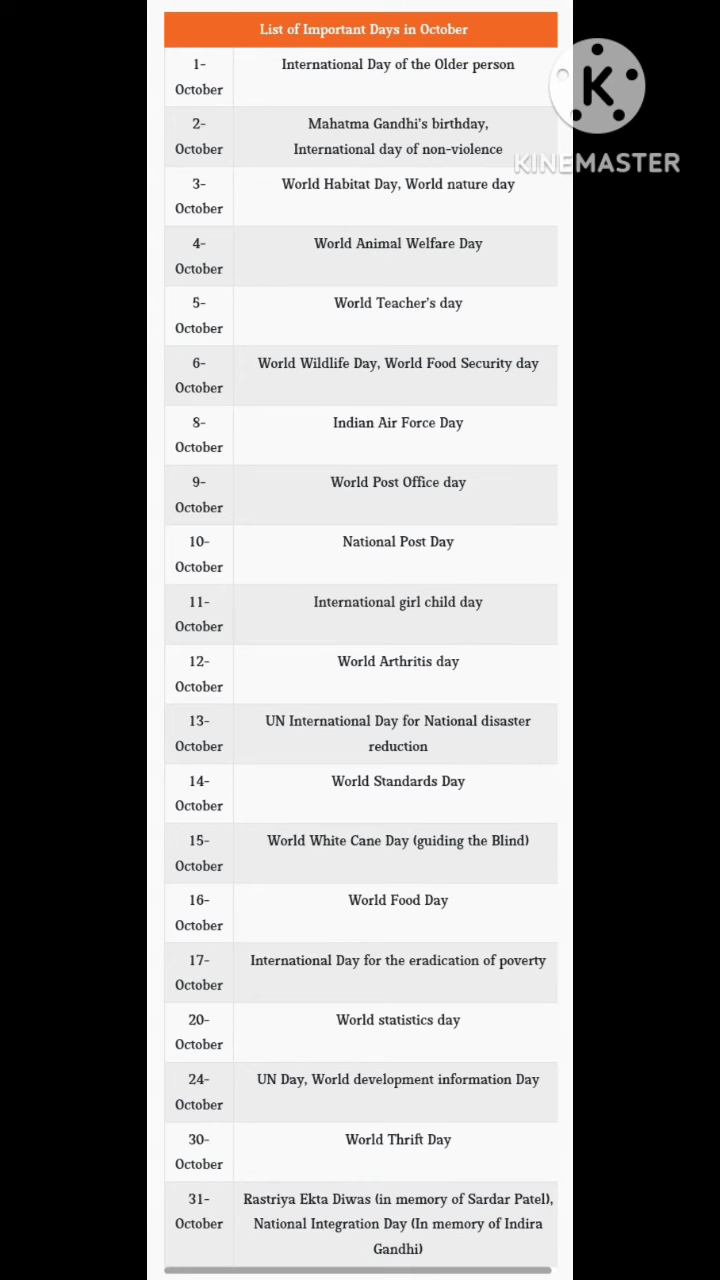 List of Important Days in October
1-
October
International Day of the Older person
2-
October
Mahatma Gandhi's birthday,
International day of non-violence
3-
October
World Habitat Day, World nature day
4-
October
World Animal Welfare Day
5-
October
World Teacher's day
6-
October
World Wildlife Day, World Food Security day
8-
October
Indian Air Force Day
9-
October
World Post Office day
10-
October
National Post Day
11-
October
International girl child day
12-
October
World Arthritis day
13-
October
UN International Day for National disaster
reduction
14-
October
World Standards Day
15-
October
World White Cane Day (guiding the Blind)
16-
October
World Food Day
17-
October
International Day for the eradication of poverty
20-
October
World statistics day
24-
October
UN Day, World development information Day
30-
October
World Thrift Day
31-
October
Rastriya Ekta Diwas (in memory of Sardar Patel),
National Integration Day (In memory of Indira
Gandhi)
K
KINEMASTER